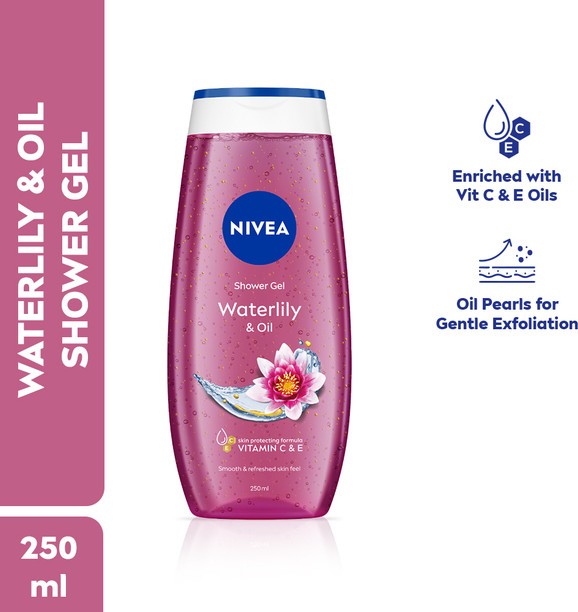 WATERLILY & OIL
SHOWER GEL
250
ml
NIVEA
Shower Gel
Waterlily
& Oil
C
E
skin protecting formula
VITAMIN C & E
Smooth & refreshed skin feel
250 ml
C
E
Enriched with
Vit C & E Oils
Oil Pearls for
Gentle Exfoliation